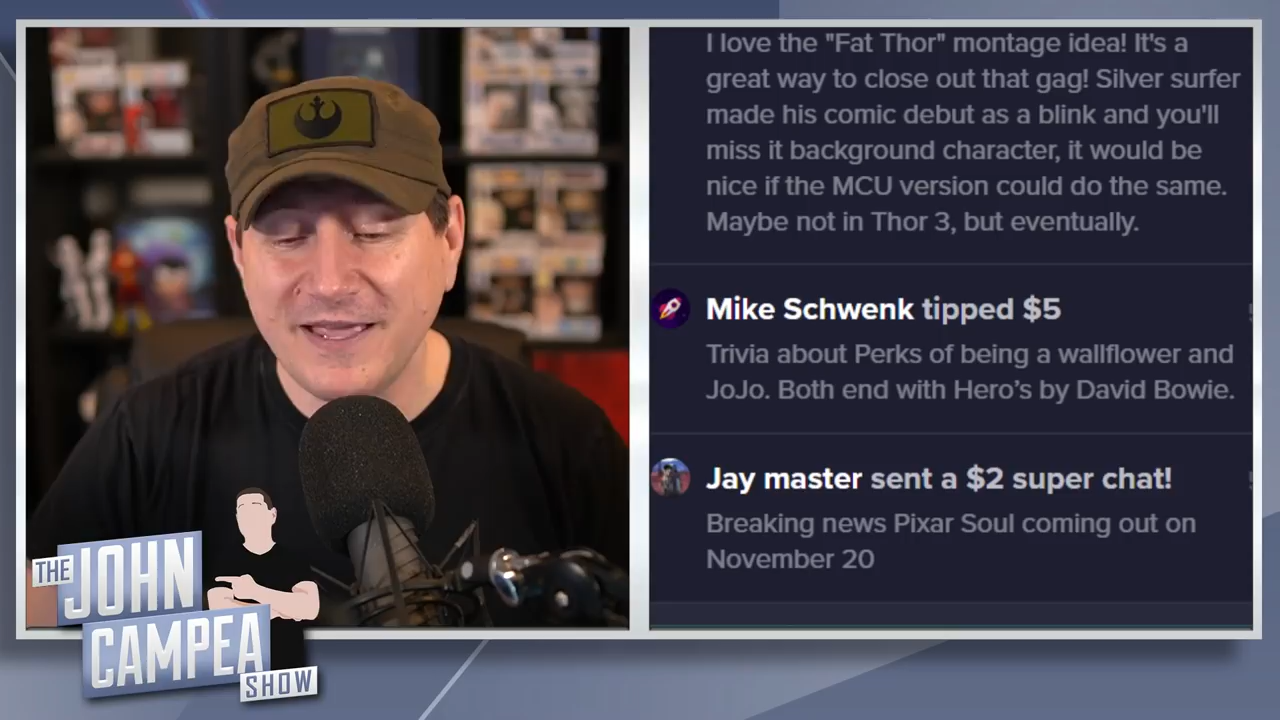 I love the "Fat Thor" montage idea! It's a
great way to close out that gag! Silver surfer
made his comic debut as a blink and you'll
miss it background character, it would be
nice if the MCU version could do the same.
Maybe not in Thor 3, but eventually.
Mike Schwenk tipped $5
Trivia about Perks of being a wallflower and
JoJo. Both end with Hero’s by David Bowie.
Jay master sent a $2 super chat!
Breaking news Pixar Soul coming out on
November 20
THE
JOHN
CAMPEA
SHOW